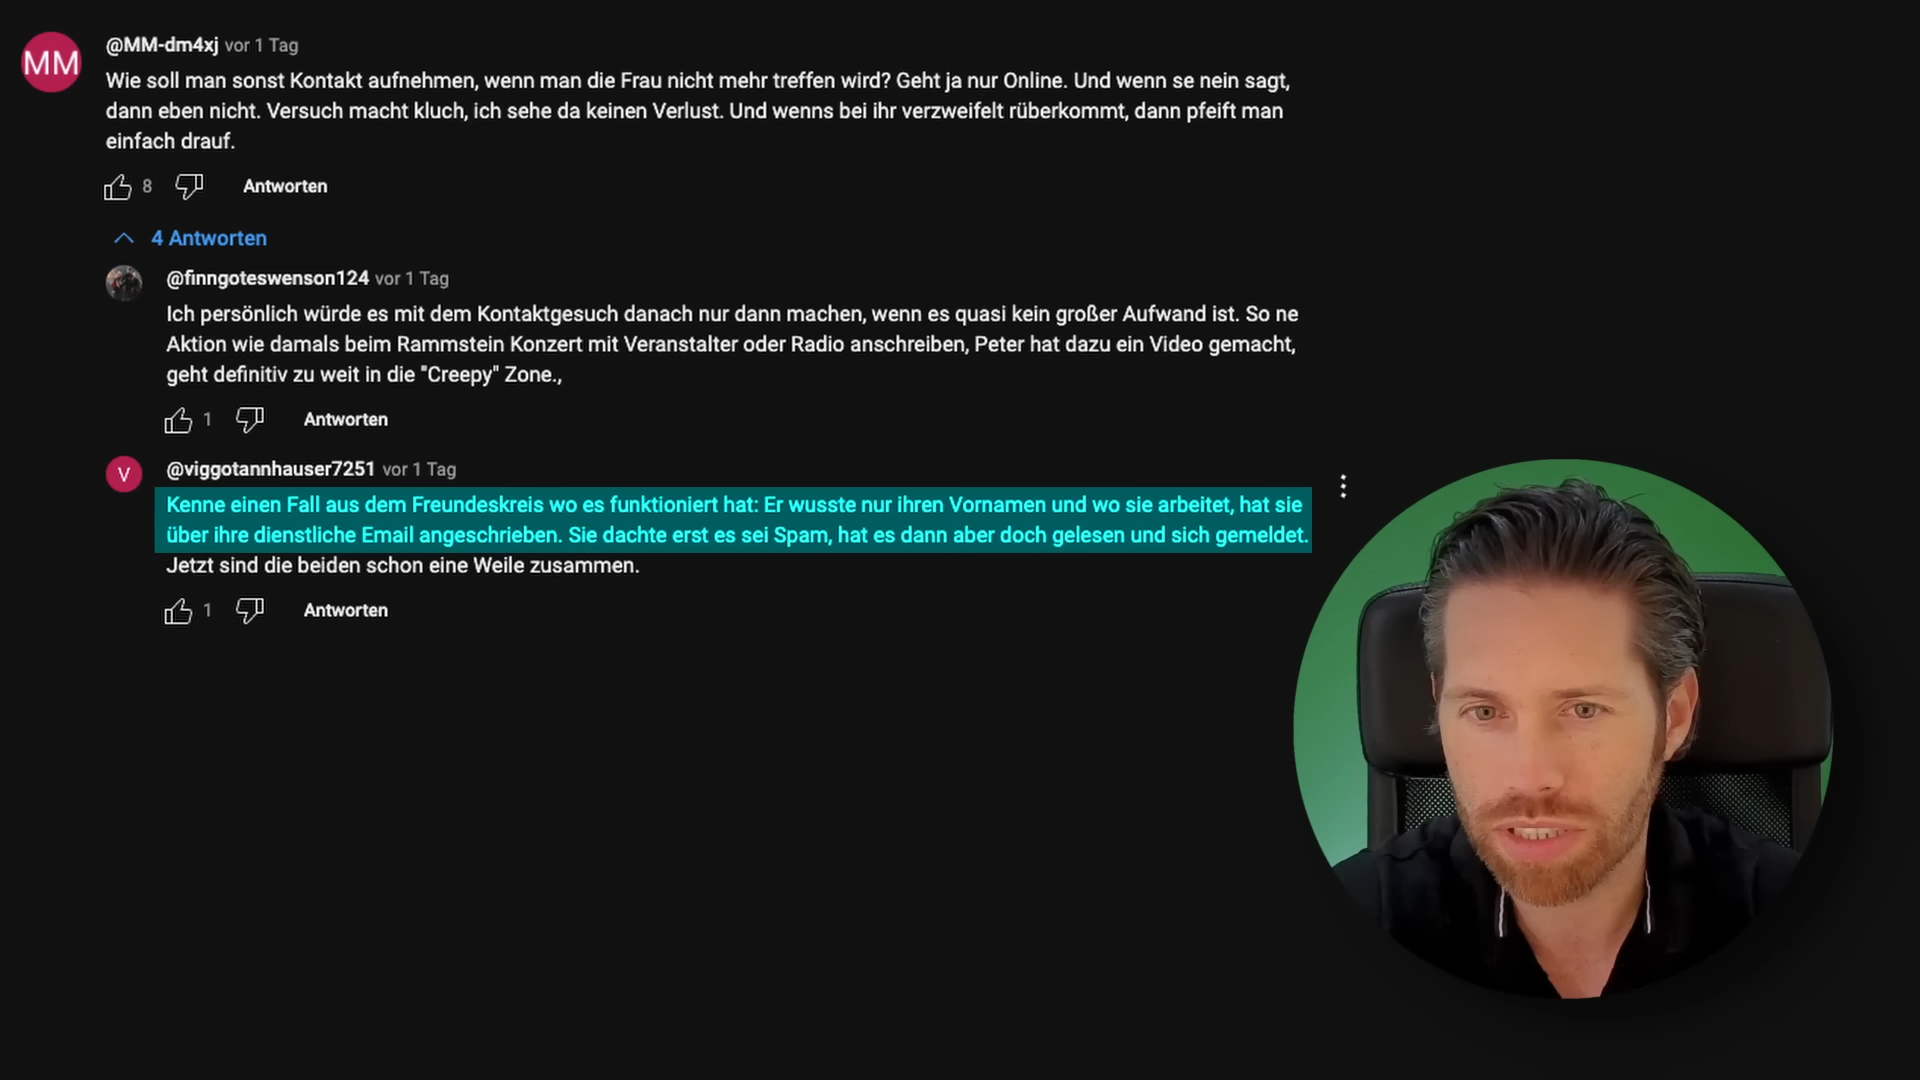 MM
@MM-dm4xj vor 1 Tag
Wie soll man sonst Kontakt aufnehmen, wenn man die Frau nicht mehr treffen wird? Geht ja nur Online. Und wenn se nein sagt,
dann eben nicht. Versuch macht kluch, ich sehe da keinen Verlust. Und wenns bei ihr verzweifelt rüberkommt, dann pfeift man
einfach drauf.
8 Antworten
4 Antworten
@finngoteswenson124 vor 1 Tag
Ich persönlich würde es mit dem Kontaktgesuch danach nur dann machen, wenn es quasi kein großer Aufwand ist. So ne
Aktion wie damals beim Rammstein Konzert mit Veranstalter oder Radio anschreiben, Peter hat dazu ein Video gemacht,
geht definitiv zu weit in die "Creepy" Zone.,
1 Antworten
V
@viggotannhauser7251 vor 1 Tag
Kenne einen Fall aus dem Freundeskreis wo es funktioniert hat: Er wusste nur ihren Vornamen und wo sie arbeitet, hat sie
über ihre dienstliche Email angeschrieben. Sie dachte erst es sei Spam, hat es dann aber doch gelesen und sich gemeldet.
Jetzt sind die beiden schon eine Weile zusammen.
1 Antworten